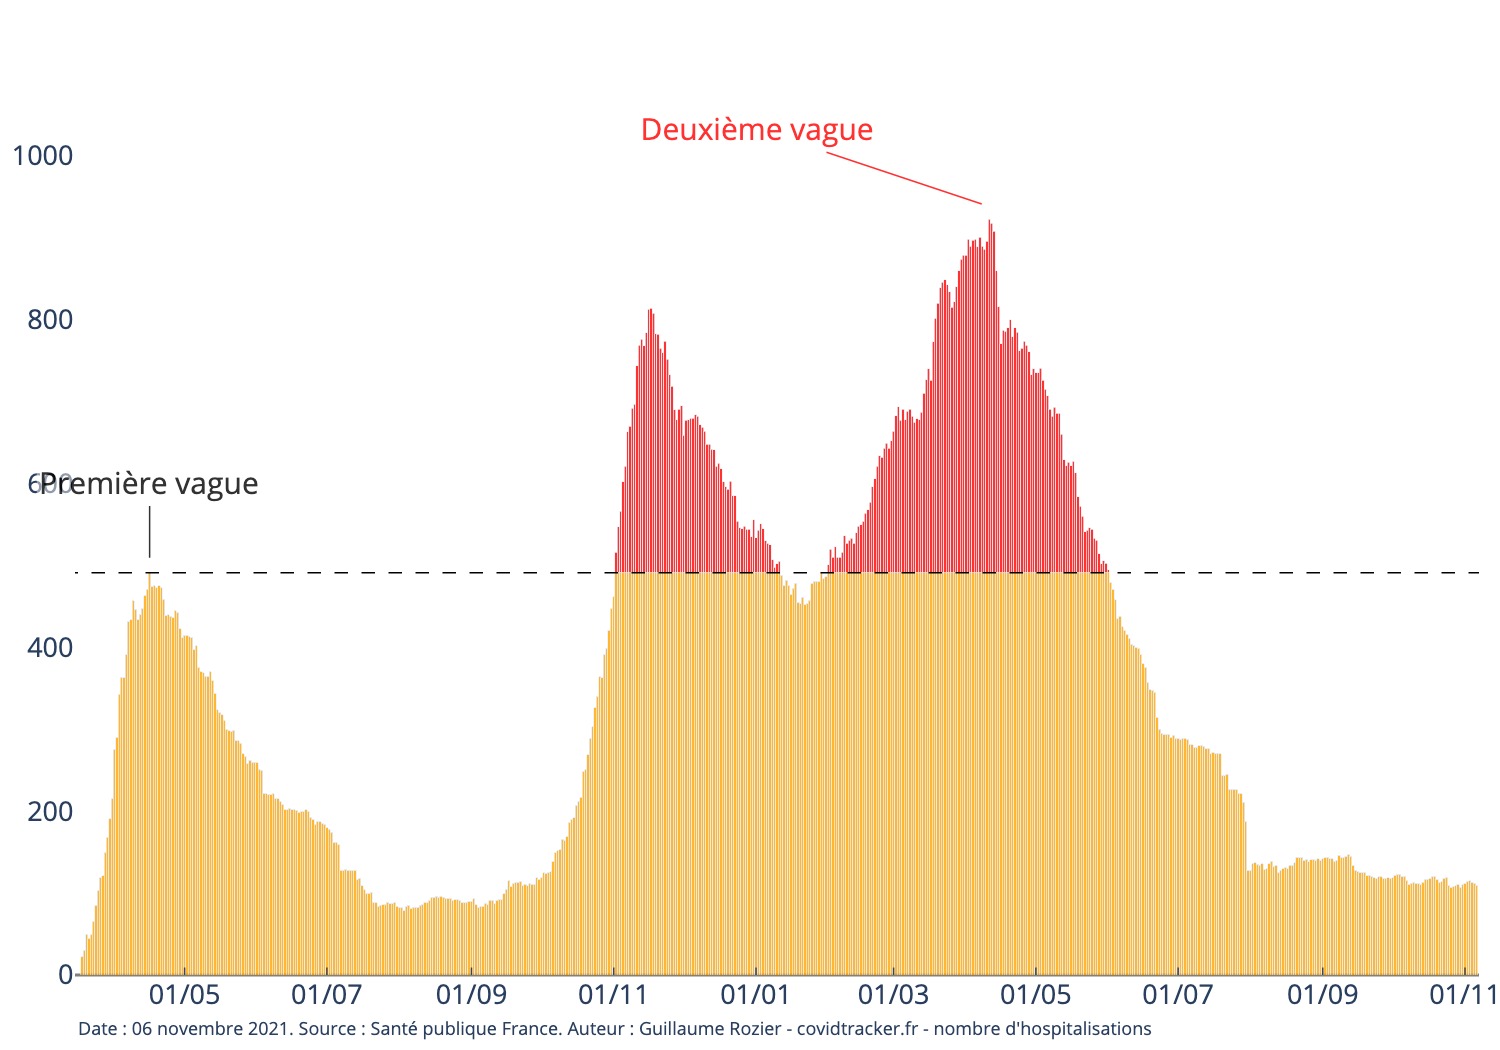 Deuxième vague
1000
800
600
Première vague
400
200
0
01/05 01/07 01/09 01/11 01/01 01/03 01/05 01/07 01/09 01/11
Date : 06 novembre 2021. Source : Santé publique France. Auteur : Guillaume Rozier - covidtracker.fr - nombre d'hospitalisations